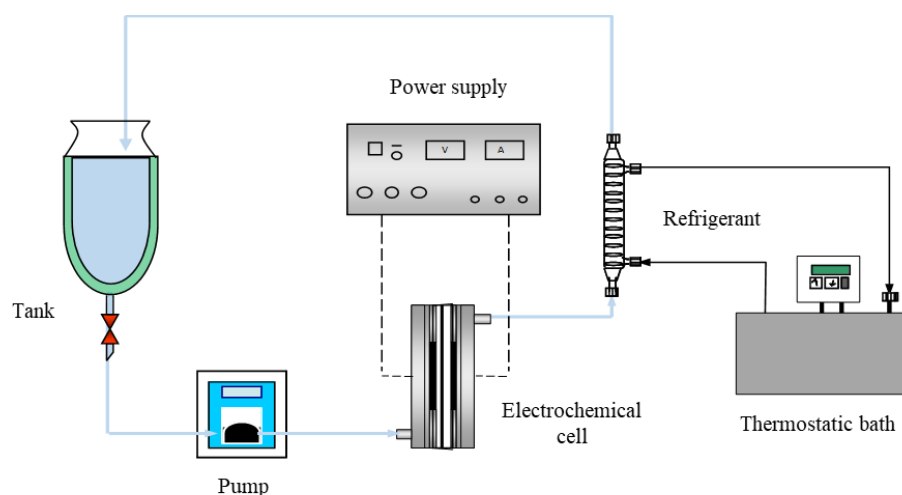 Power supply
V
A
Refrigerant
Tank
Electrochemical
cell
Thermostatic bath
Pump